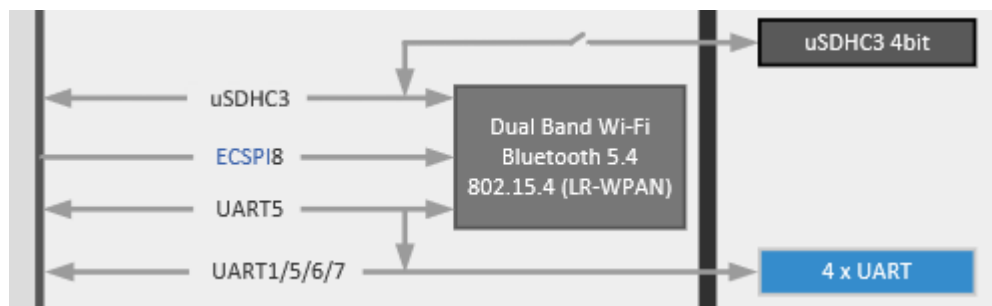 uSDHC3 4bit
uSDHC3
Dual Band Wi-Fi
Bluetooth 5.4
802.15.4 (LR-WPAN)
ECSPI8
UART5
UART1/5/6/7
4 x UART